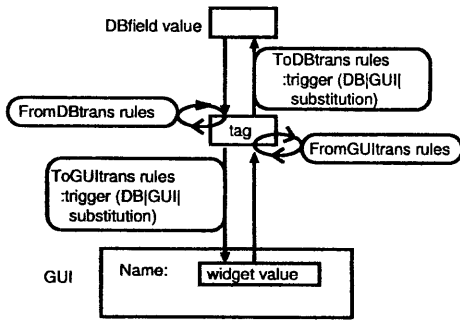 DBfield value
ToDBtrans rules
:trigger (DB|GUI|
substitution)
FromDBtrans rules
tag
FromGUItrans rules
ToGUItrans rules
:trigger (DB|GUI|
substitution)
GUI
Name:
widget value